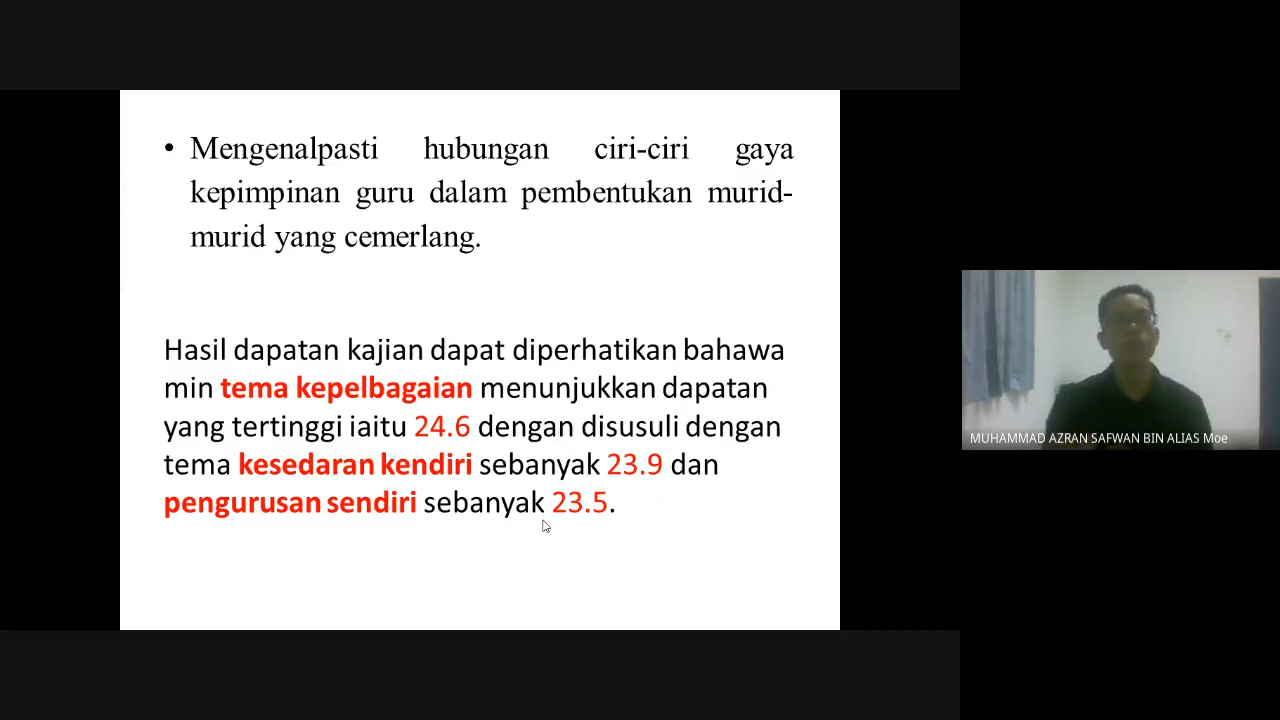 • Mengenalpasti hubungan ciri-ciri gaya
kepimpinan guru dalam pembentukan murid-
murid yang cemerlang.
Hasil dapatan kajian dapat diperhatikan bahawa
min tema kepelbagaian menunjukkan dapatan
yang tertinggi iaitu 24.6 dengan disusuli dengan
tema kesedaran kendiri sebanyak 23.9 dan
pengurusan sendiri sebanyak 23.5.
MUHAMMAD AZRAN SAFWAN BIN ALIAS Moe